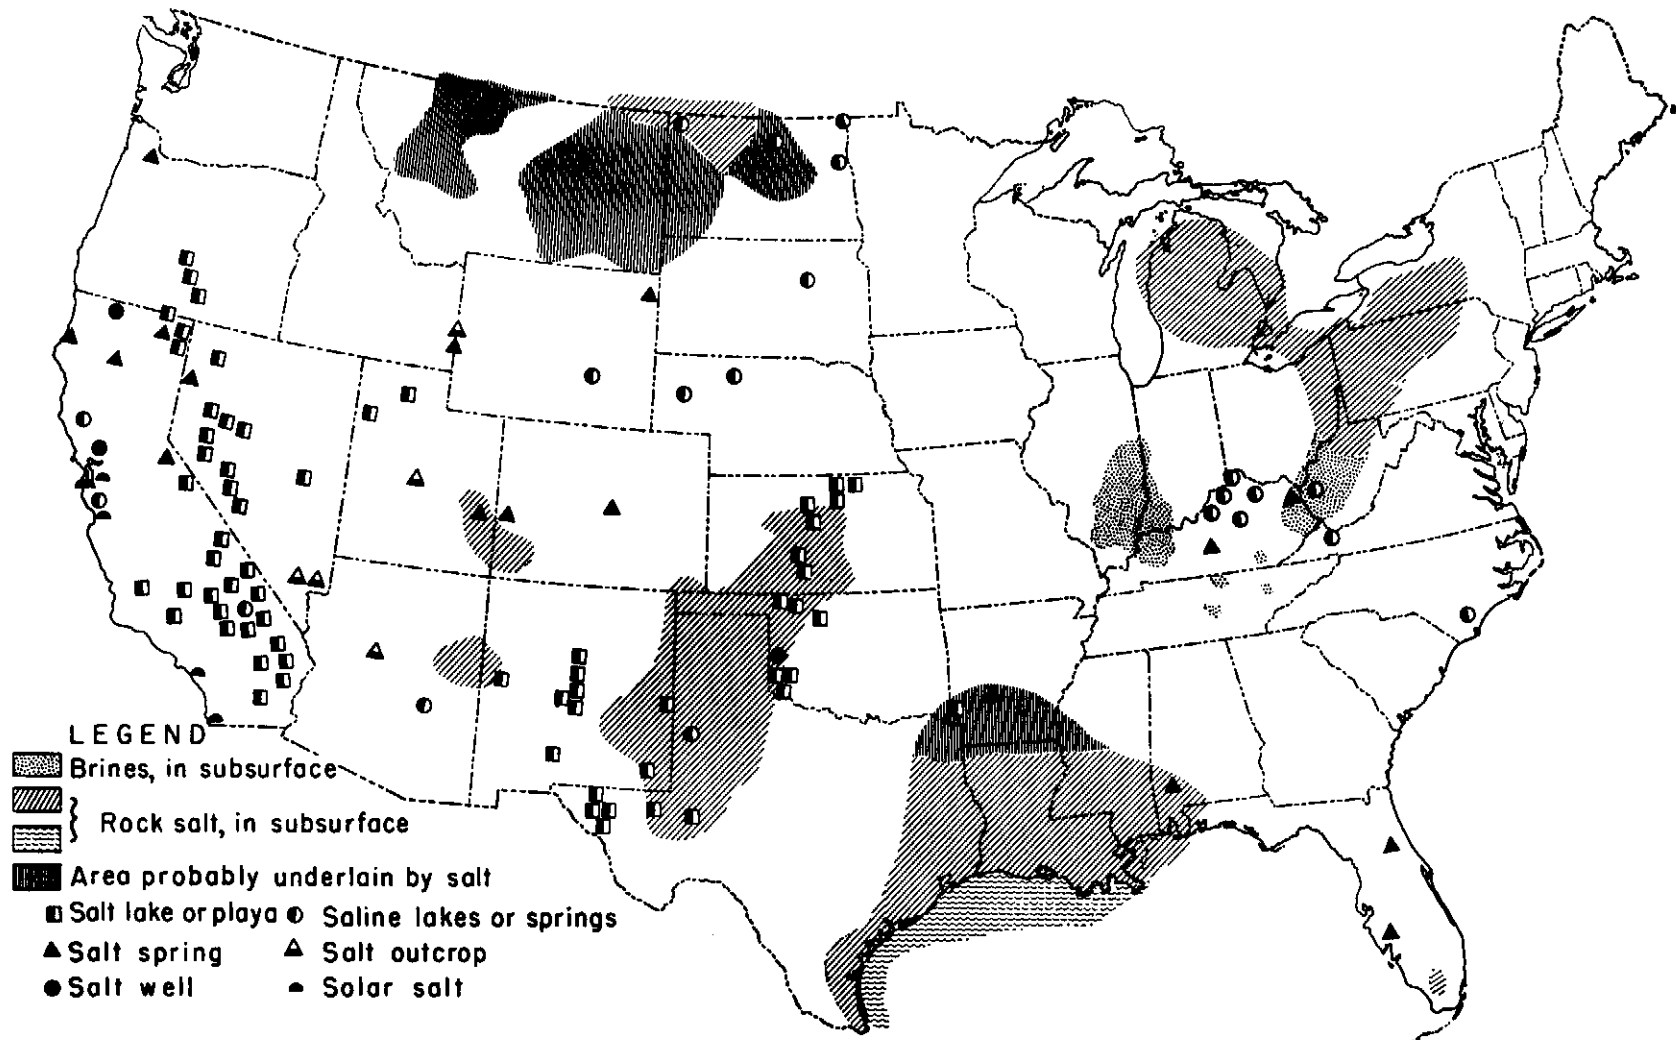 LEGEND
Brines, in subsurface
Rock salt, in subsurface
Area probably underlain by salt
Salt lake or playa Saline lakes or springs
Salt spring Salt outcrop
Salt well Solar salt